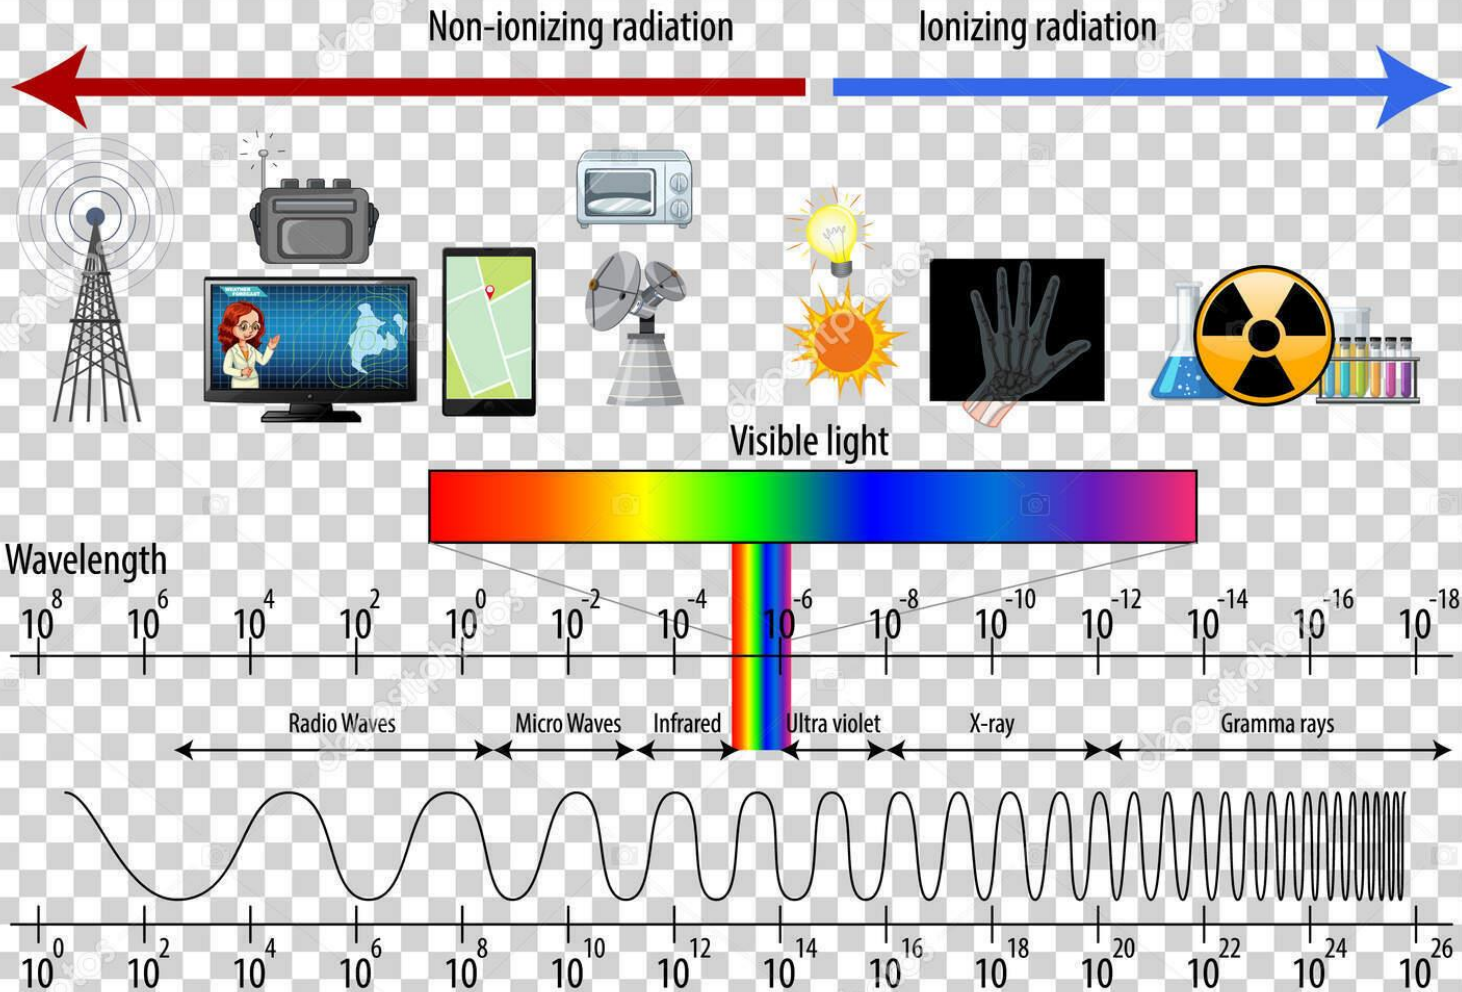 Non-ionizing radiation
Ionizing radiation
WEATHER
FORECAST
Visible light
Wavelength
10^8 10^6 10^4 10^2 10^0 10^-2 10^-4 10^-6 10^-8 10^-10 10^-12 10^-14 10^-16 10^-18
Radio Waves
Micro Waves
Infrared
Ultra violet
X-ray
Gramma rays
10^0 10^2 10^4 10^6 10^8 10^10 10^12 10^14 10^16 10^18 10^20 10^22 10^24 10^26
depositphotos